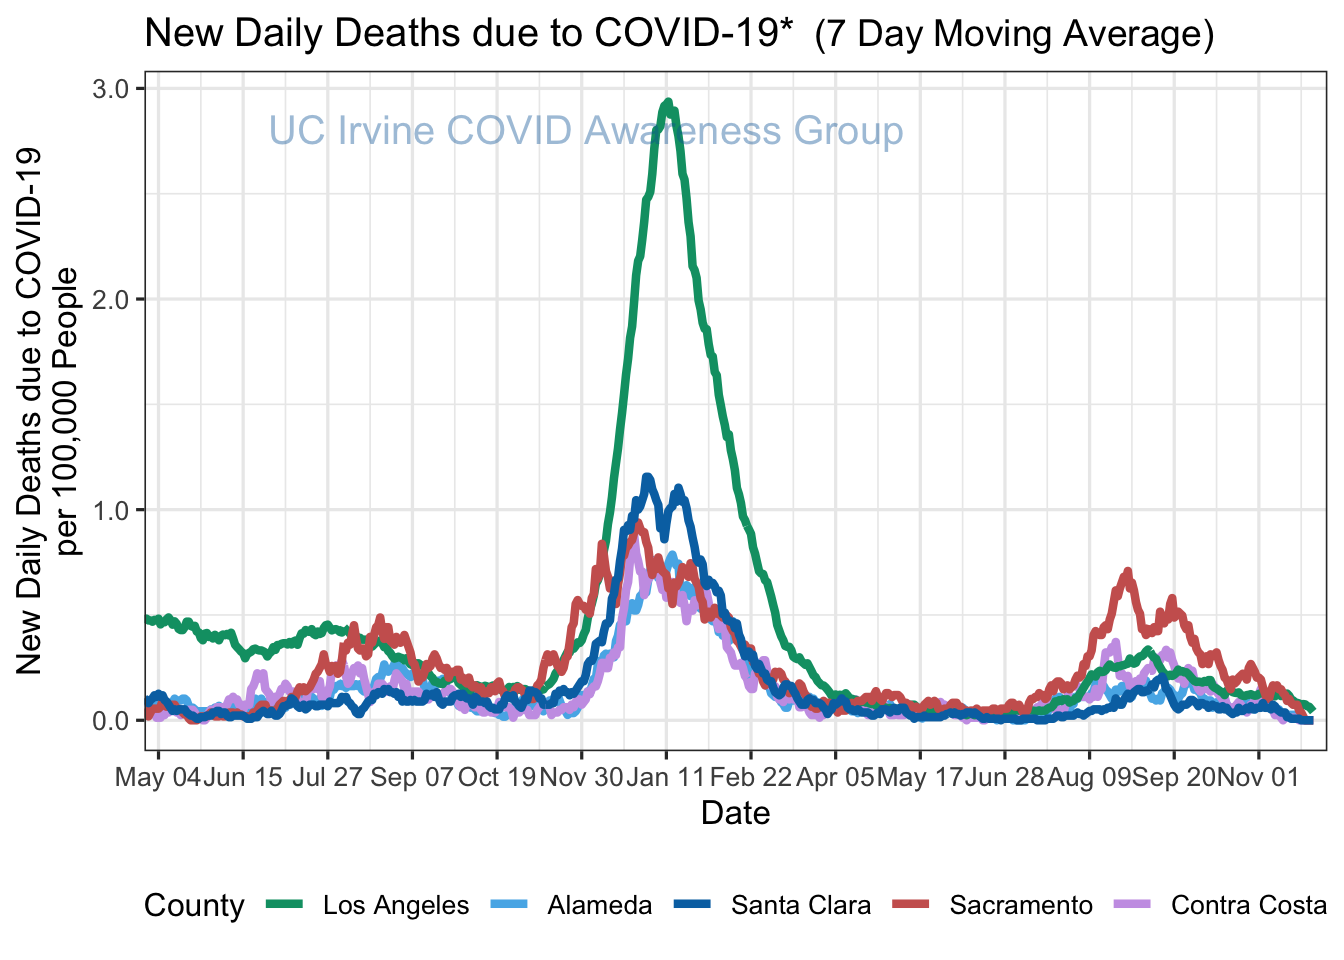 New Daily Deaths due to COVID-19* (7 Day Moving Average)
UC Irvine COVID Awareness Group
New Daily Deaths due to COVID-19
per 100,000 People
3.0
2.0
1.0
0.0
May 04 Jun 15 Jul 27 Sep 07 Oct 19 Nov 30 Jan 11 Feb 22 Apr 05 May 17 Jun 28 Aug 09 Sep 20 Nov 01
Date
County Los Angeles Alameda Santa Clara Sacramento Contra Costa